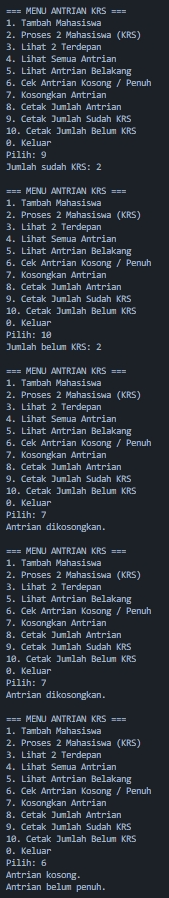 === MENU ANTRIAN KRS ===
1. Tambah Mahasiswa
2. Proses 2 Mahasiswa (KRS)
3. Lihat 2 Terdepan
4. Lihat Semua Antrian
5. Lihat Antrian Belakang
6. Cek Antrian Kosong / Penuh
7. Kosongkan Antrian
8. Cetak Jumlah Antrian
9. Cetak Jumlah Sudah KRS
10. Cetak Jumlah Belum KRS
0. Keluar
Pilih: 9
Jumlah sudah KRS: 2
=== MENU ANTRIAN KRS ===
1. Tambah Mahasiswa
2. Proses 2 Mahasiswa (KRS)
3. Lihat 2 Terdepan
4. Lihat Semua Antrian
5. Lihat Antrian Belakang
6. Cek Antrian Kosong / Penuh
7. Kosongkan Antrian
8. Cetak Jumlah Antrian
9. Cetak Jumlah Sudah KRS
10. Cetak Jumlah Belum KRS
0. Keluar
Pilih: 10
Jumlah belum KRS: 2
=== MENU ANTRIAN KRS ===
1. Tambah Mahasiswa
2. Proses 2 Mahasiswa (KRS)
3. Lihat 2 Terdepan
4. Lihat Semua Antrian
5. Lihat Antrian Belakang
6. Cek Antrian Kosong / Penuh
7. Kosongkan Antrian
8. Cetak Jumlah Antrian
9. Cetak Jumlah Sudah KRS
10. Cetak Jumlah Belum KRS
0. Keluar
Pilih: 7
Antrian dikosongkan.
=== MENU ANTRIAN KRS ===
1. Tambah Mahasiswa
2. Proses 2 Mahasiswa (KRS)
3. Lihat 2 Terdepan
5. Lihat Antrian Belakang
6. Cek Antrian Kosong / Penuh
7. Kosongkan Antrian
8. Cetak Jumlah Antrian
9. Cetak Jumlah Sudah KRS
10. Cetak Jumlah Belum KRS
0. Keluar
Pilih: 7
Antrian dikosongkan.
=== MENU ANTRIAN KRS ===
1. Tambah Mahasiswa
2. Proses 2 Mahasiswa (KRS)
3. Lihat 2 Terdepan
4. Lihat Semua Antrian
5. Lihat Antrian Belakang
6. Cek Antrian Kosong / Penuh
7. Kosongkan Antrian
8. Cetak Jumlah Antrian
9. Cetak Jumlah Sudah KRS
10. Cetak Jumlah Belum KRS
0. Keluar
Pilih: 6
Antrian kosong.
Antrian belum penuh.